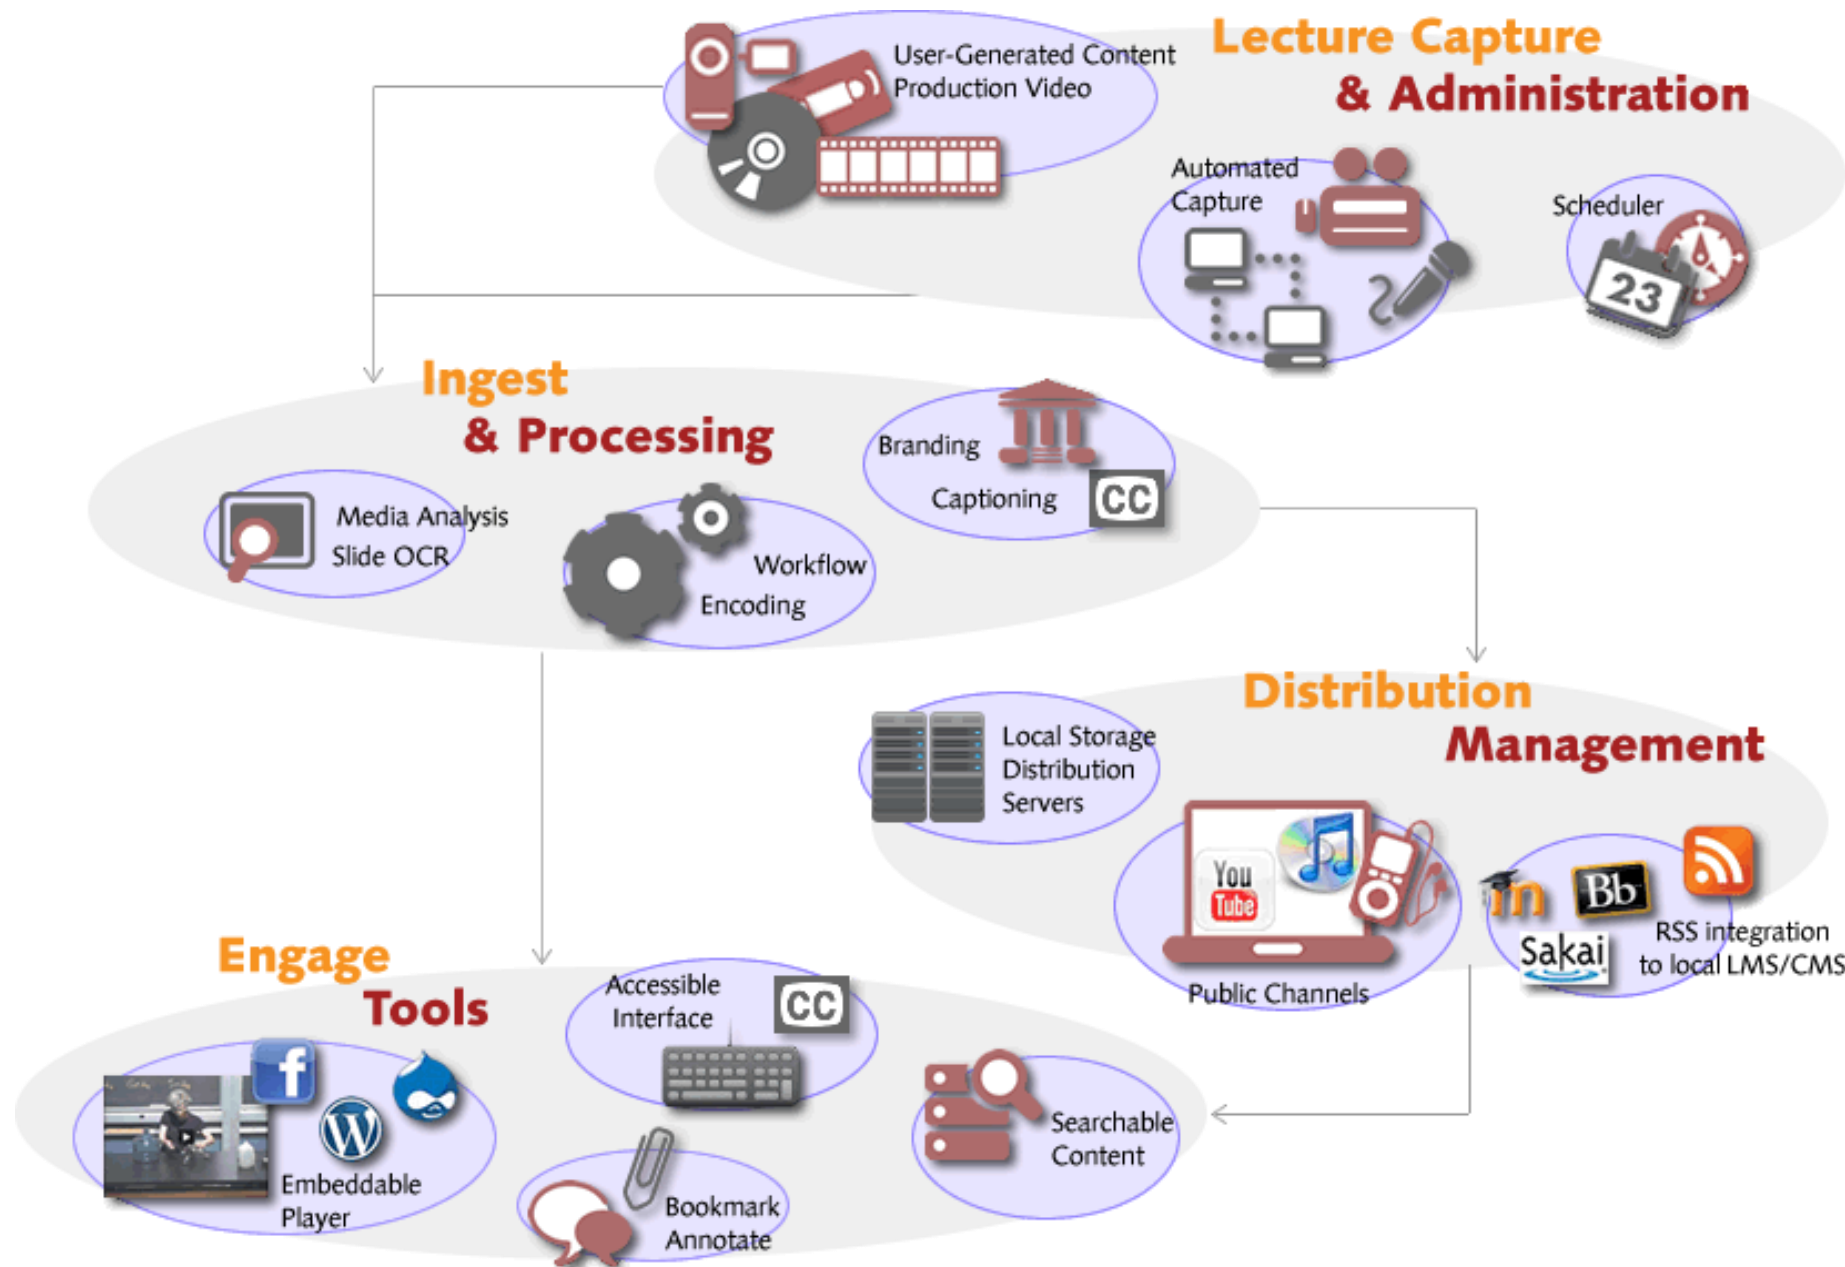 Lecture Capture
& Administration
User-Generated Content
Production Video
Automated
Capture
Scheduler
23
Ingest
& Processing
Branding
Captioning
CC
Media Analysis
Slide OCR
Workflow
Encoding
Distribution
Management
Local Storage
Distribution
Servers
You
Tube
Public Channels
m
Bb
Sakai
RSS integration
to local LMS/CMS
Engage
Tools
Accessible
Interface
CC
f
W
Embeddable
Player
Bookmark
Annotate
Searchable
Content